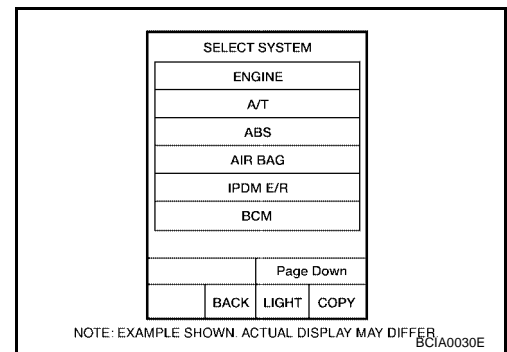 SELECT SYSTEM
ENGINE
A/T
ABS
AIR BAG
IPDM E/R
BCM
Page Down
BACK LIGHT COPY
NOTE: EXAMPLE SHOWN. ACTUAL DISPLAY MAY DIFFER.
BCIA0030E